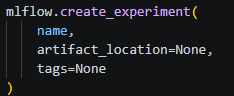 mlflow.create_experiment(
    name,
    artifact_location=None,
    tags=None
)